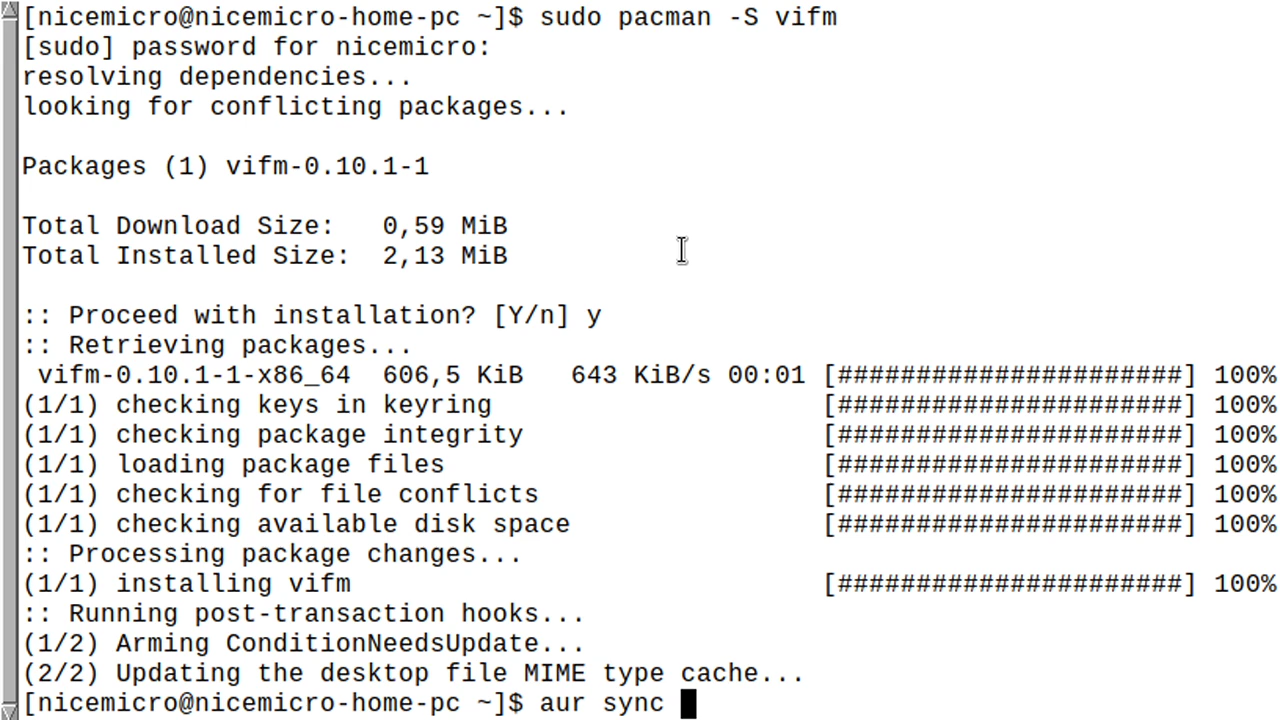 [nicemicro@nicemicro-home-pc ~]$ sudo pacman -S vifm
[sudo] password for nicemicro:
resolving dependencies...
looking for conflicting packages...
Packages (1) vifm-0.10.1-1
Total Download Size:   0,59 MiB
Total Installed Size:  2,13 MiB
:: Proceed with installation? [Y/n] y
:: Retrieving packages...
 vifm-0.10.1-1-x86_64  606,5 KiB   643 KiB/s 00:01 [######################] 100%
(1/1) checking keys in keyring                     [######################] 100%
(1/1) checking package integrity                   [######################] 100%
(1/1) loading package files                        [######################] 100%
(1/1) checking for file conflicts                  [######################] 100%
(1/1) checking available disk space                [######################] 100%
:: Processing package changes...
(1/1) installing vifm                              [######################] 100%
:: Running post-transaction hooks...
(1/2) Arming ConditionNeedsUpdate...
(2/2) Updating the desktop file MIME type cache...
[nicemicro@nicemicro-home-pc ~]$ aur sync